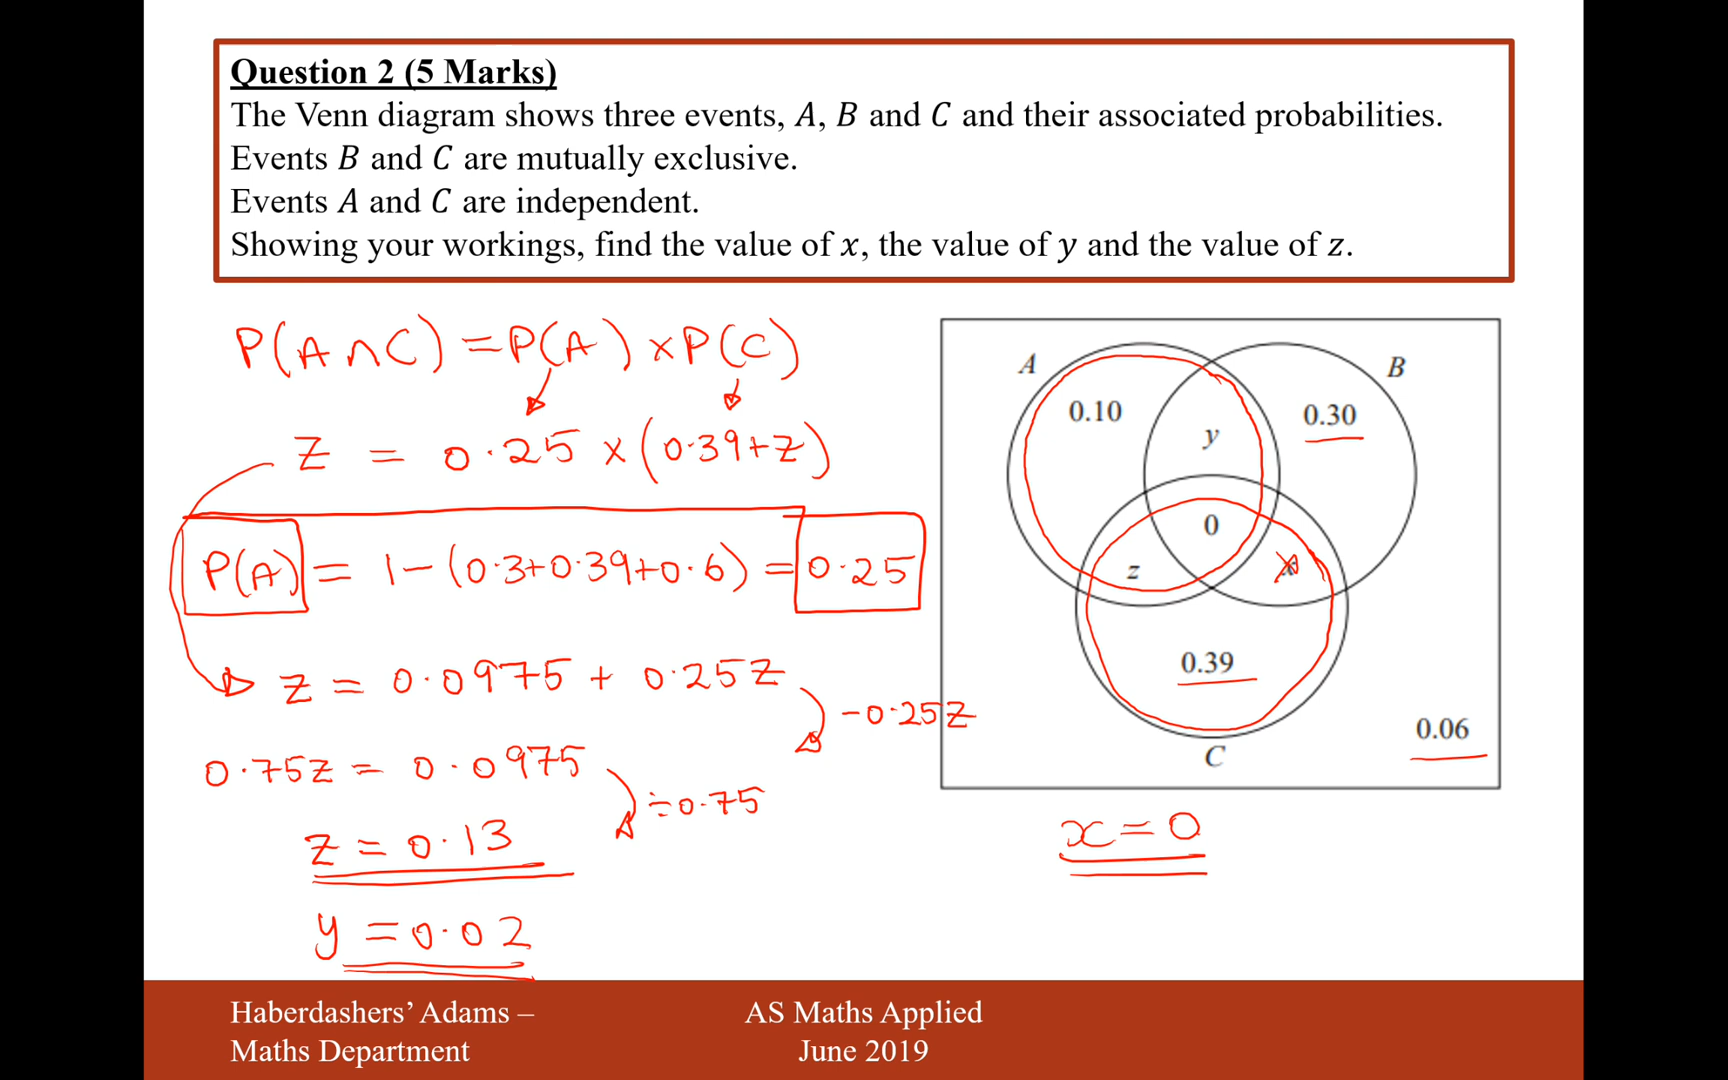 Question 2 (5 Marks)
The Venn diagram shows three events, A, B and C and their associated probabilities.
Events B and C are mutually exclusive.
Events A and C are independent.
Showing your workings, find the value of x, the value of y and the value of z.
P(A∩C) = P(A) × P(C)
z = 0.25 × (0.39+z)
P(A) = 1 - (0.3+0.39+0.6) = 0.25
z = 0.0975 + 0.25z
-0.25z
0.75z = 0.0975
÷0.75
z = 0.13
y = 0.02
A
B
0.10
0.30
y
0
z
x
0.39
0.06
C
x = 0
Haberdashers’ Adams –
Maths Department
AS Maths Applied
June 2019